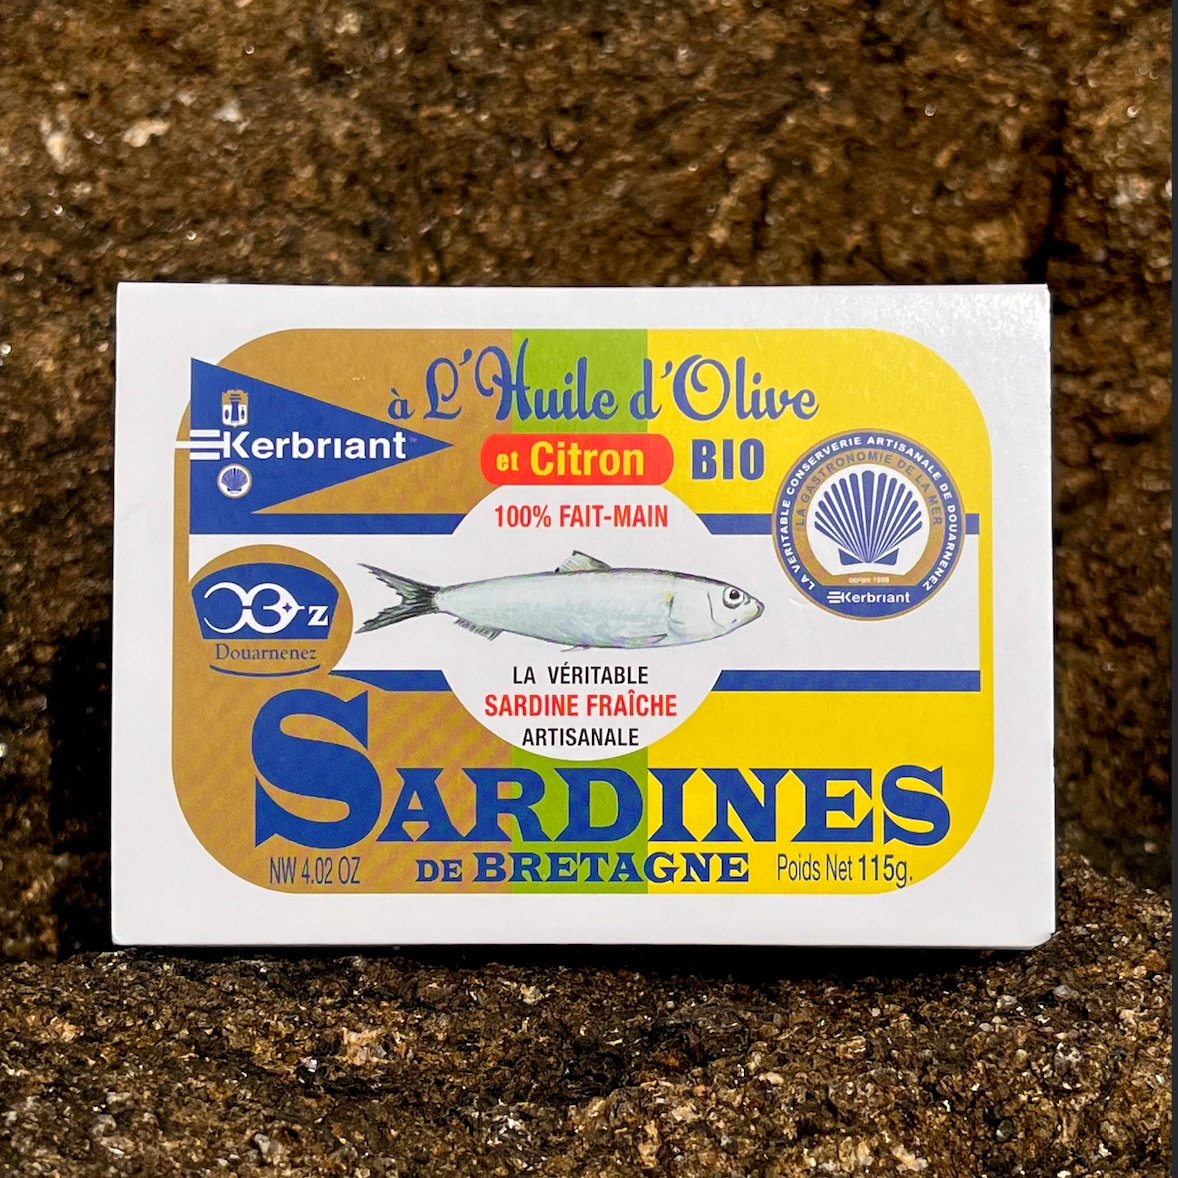 à L'Huile d'Olive
et Citron BIO
Kerbriant
100% FAIT-MAIN
LA VÉRITABLE CONSERVERIE ARTISANALE DE DOUARNENEZ
LA GASTRONOMIE DE LA MER
Kerbriant
Z
Douarnenez
LA VÉRITABLE
SARDINE FRAÎCHE
ARTISANALE
SARDINES
DE BRETAGNE
NW 4.02 OZ
Poids Net 115g.